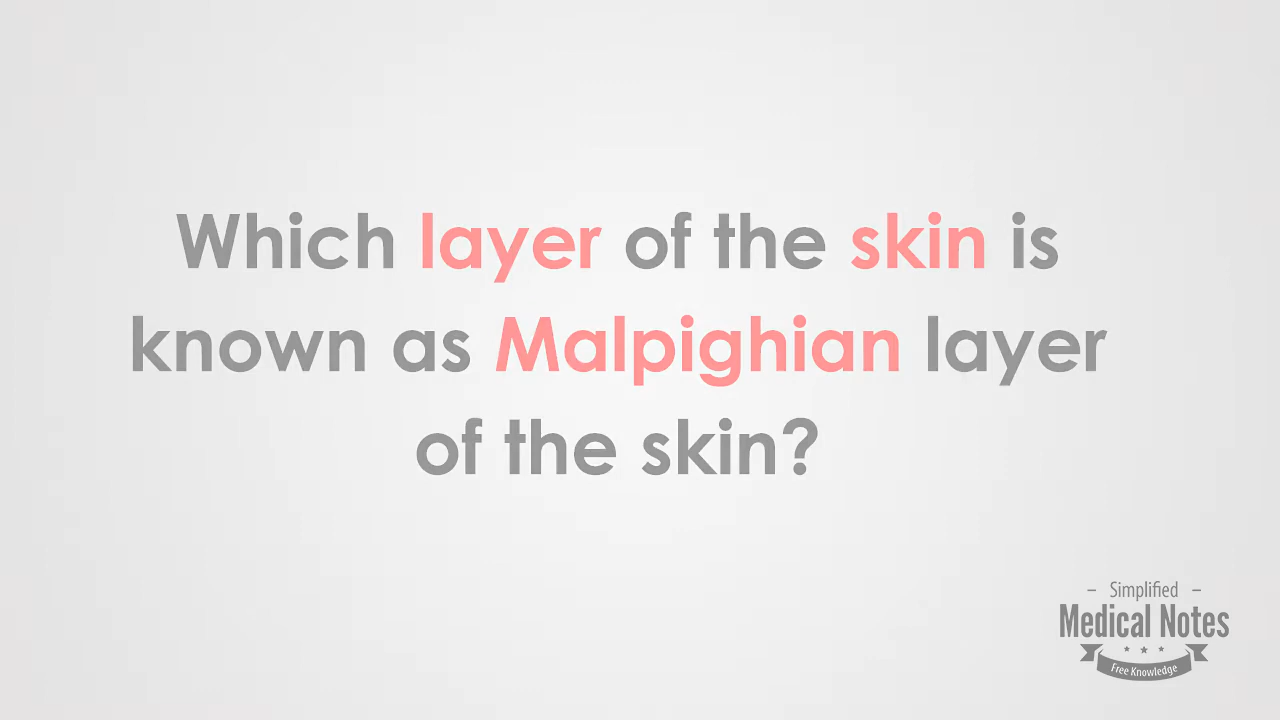 Which layer of the skin is
known as Malpighian layer
of the skin?
– Simplified –
Medical Notes
Free Knowledge